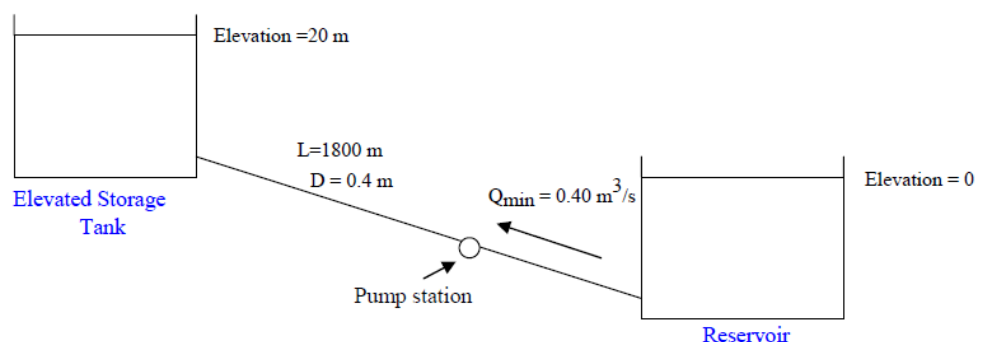 Elevation =20 m
L=1800 m
D = 0.4 m
Elevated Storage
Tank
Qmin = 0.40 m³/s
Elevation = 0
Pump station
Reservoir